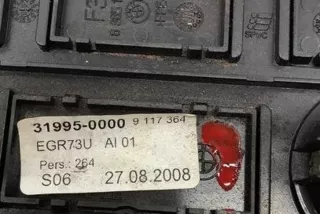 31995-0000 9 117 364
EGR73U AI 01
Pers.: 264
S06 27.08.2008